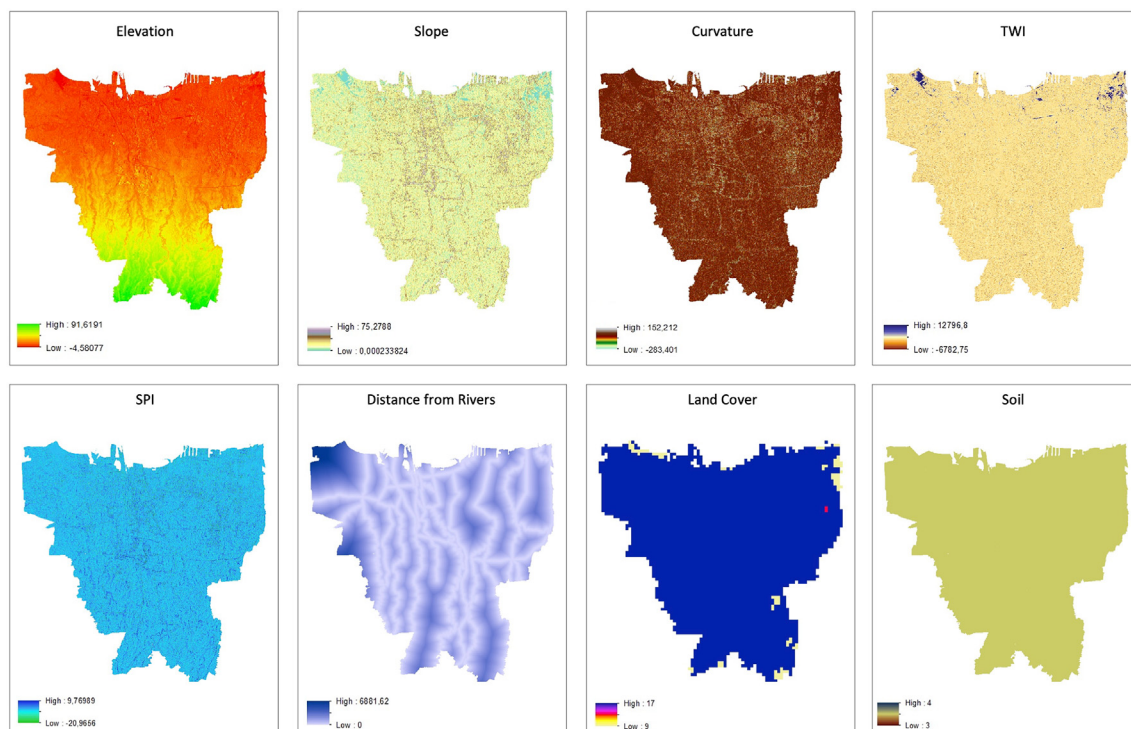 Elevation
High : 91,6191
Low : -4,58077
Slope
High : 75,2788
Low : 0,000233824
Curvature
High : 152,212
Low : -283,401
TWI
High : 12796,8
Low : -6782,75
SPI
High : 9,76989
Low : -20,9656
Distance from Rivers
High : 6881,62
Low : 0
Land Cover
High : 17
Low : 9
Soil
High : 4
Low : 3